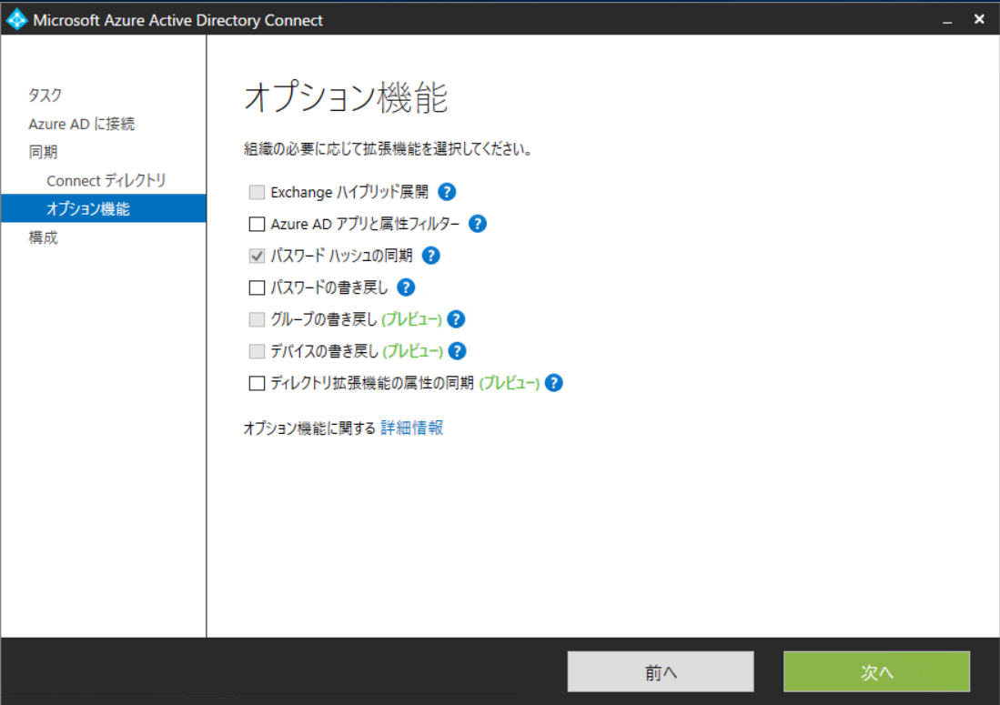 Microsoft Azure Active Directory Connect
タスク
Azure AD に接続
同期
Connect ディレクトリ
オプション機能
構成
オプション機能
組織の必要に応じて拡張機能を選択してください。
Exchange ハイブリッド展開 ?
Azure AD アプリと属性フィルター ?
パスワード ハッシュの同期 ?
パスワードの書き戻し ?
グループの書き戻し (プレビュー) ?
デバイスの書き戻し (プレビュー) ?
ディレクトリ拡張機能の属性の同期 (プレビュー) ?
オプション機能に関する 詳細情報
前へ
次へ